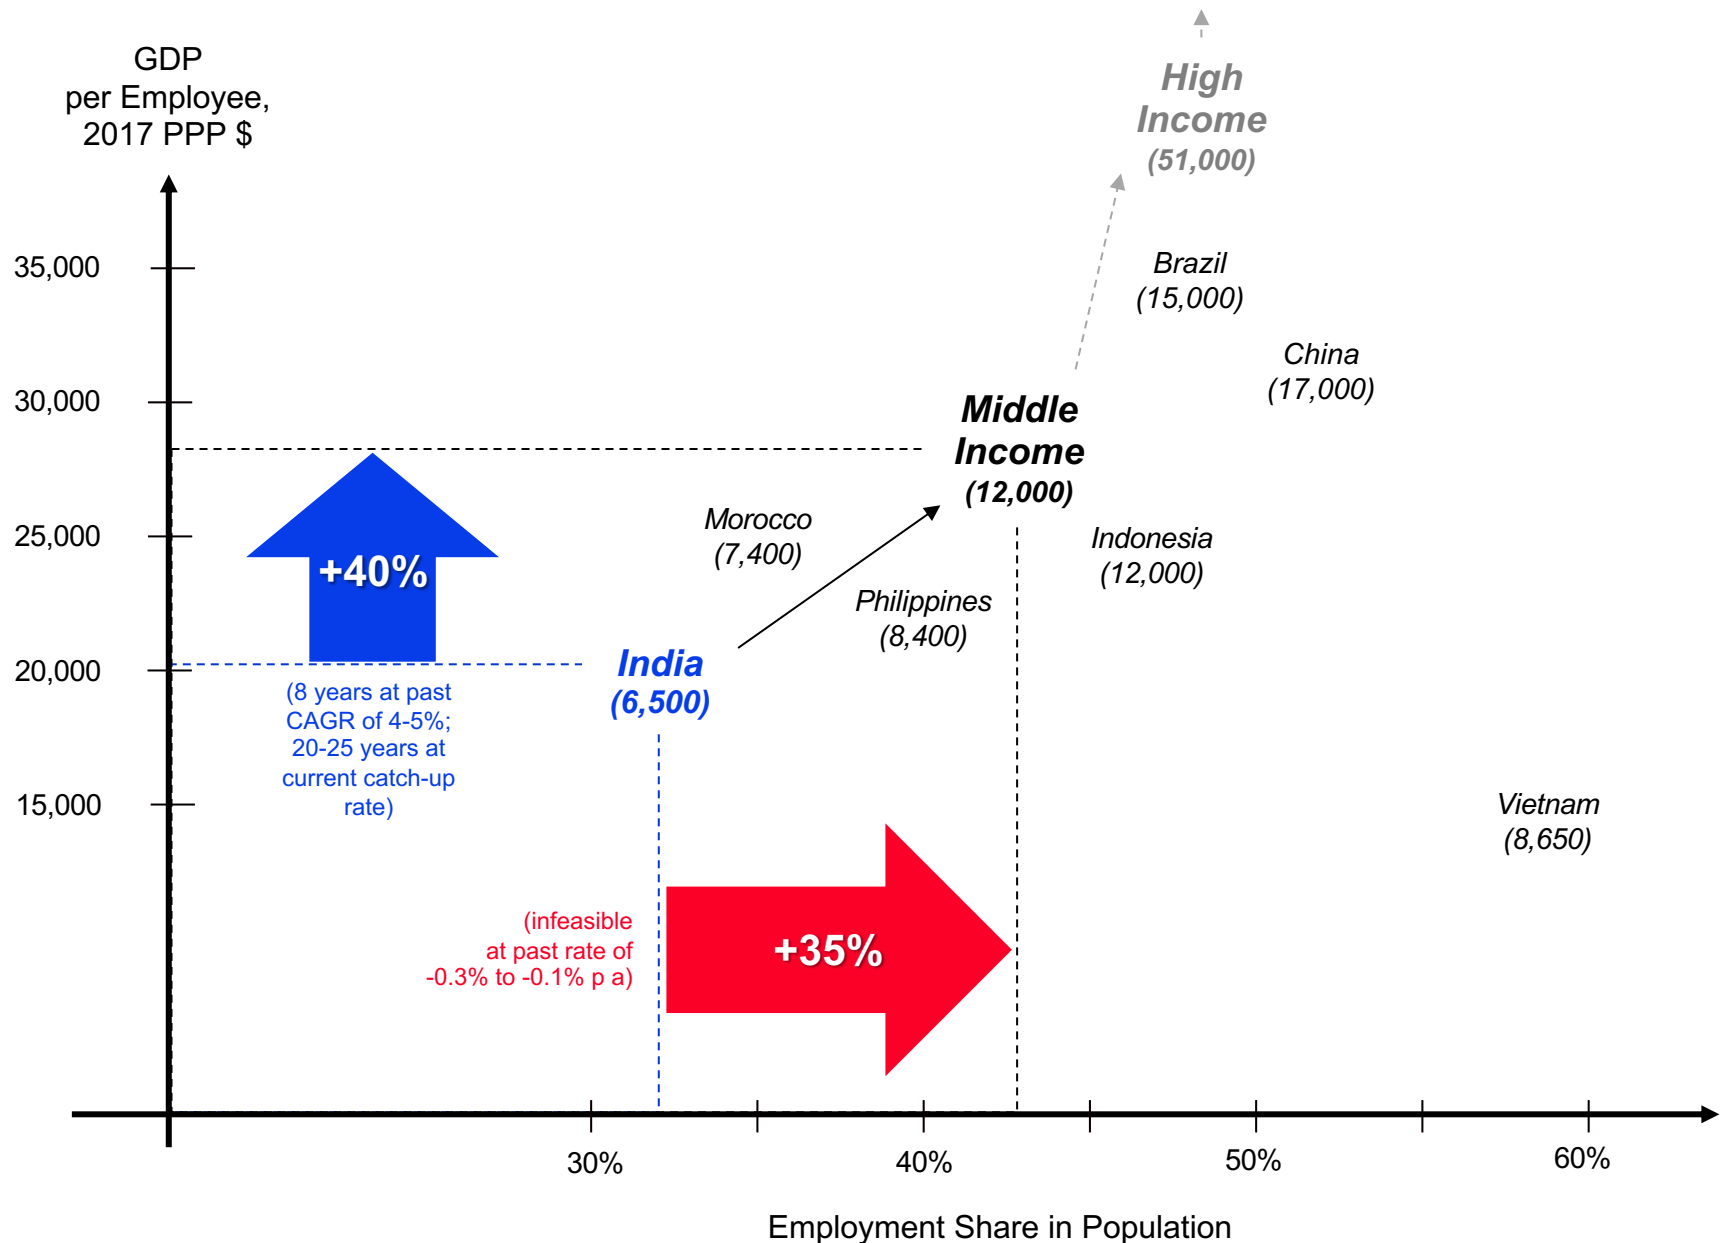 GDP
per Employee,
2017 PPP $
High
Income
(51,000)
35,000
Brazil
(15,000)
China
(17,000)
30,000
Middle
Income
(12,000)
Morocco
(7,400)
25,000
Indonesia
(12,000)
+40%
Philippines
(8,400)
20,000
India
(6,500)
(8 years at past
CAGR of 4-5%;
20-25 years at
current catch-up
rate)
15,000
Vietnam
(8,650)
(infeasible
at past rate of
-0.3% to -0.1% p a)
+35%
30%
40%
50%
60%
Employment Share in Population